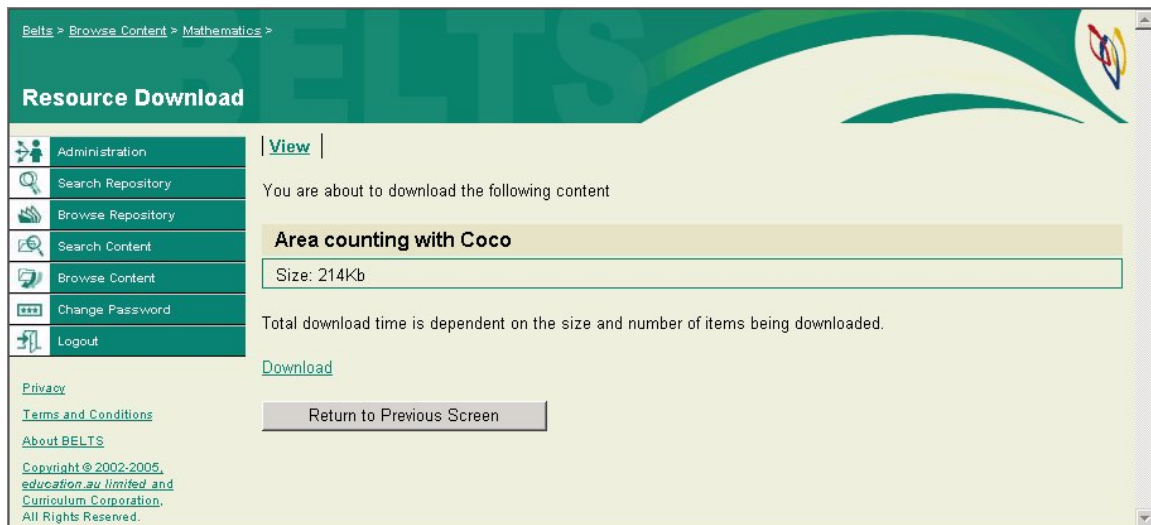 Belts > Browse Content > Mathematics >
BELTS
Resource Download
Administration
Search Repository
Browse Repository
Search Content
Browse Content
Change Password
Logout
Privacy
Terms and Conditions
About BELTS
Copyright © 2002-2005,
education.au limited and
Curriculum Corporation,
All Rights Reserved.
| View |
You are about to download the following content
Area counting with Coco
Size: 214Kb
Total download time is dependent on the size and number of items being downloaded.
Download
Return to Previous Screen